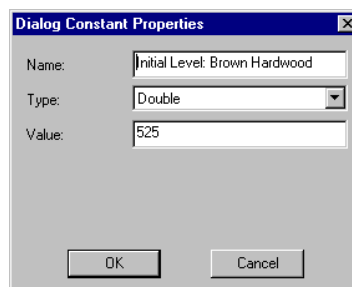 Dialog Constant Properties
Name: Initial Level: Brown Hardwood
Type: Double
Value: 525
OK Cancel